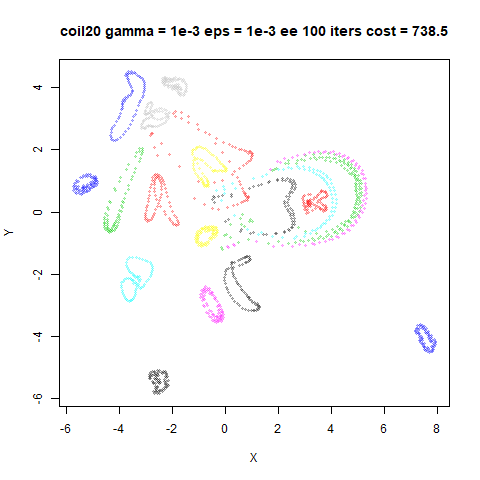 coil20 gamma = 1e-3 eps = 1e-3 ee 100 iters cost = 738.5
Y
4
2
0
-2
-4
-6
-6 -4 -2 0 2 4 6 8
X